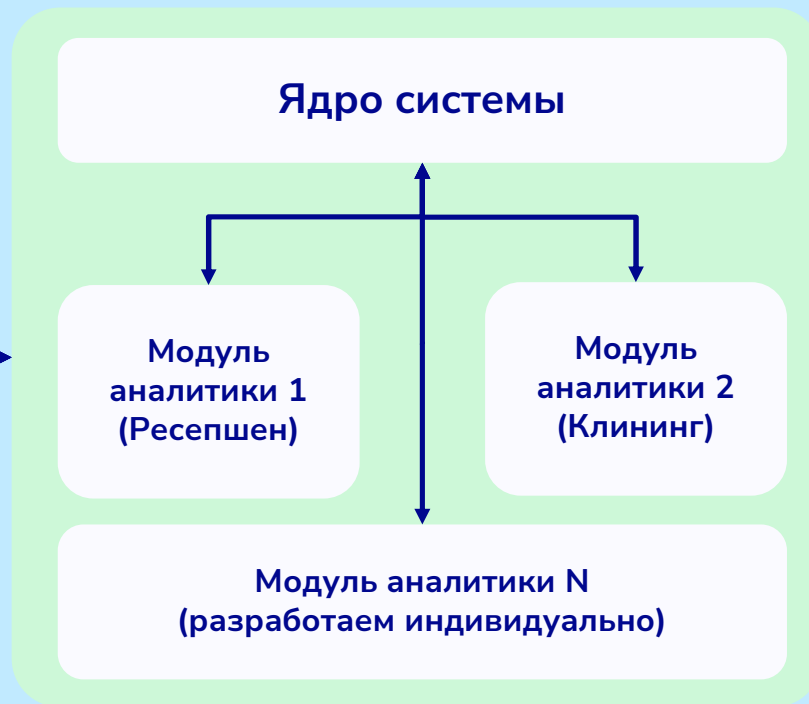 Ядро системы
Модуль
аналитики 1
(Ресепшен)
Модуль
аналитики 2
(Клининг)
Модуль аналитики N
(разработаем индивидуально)